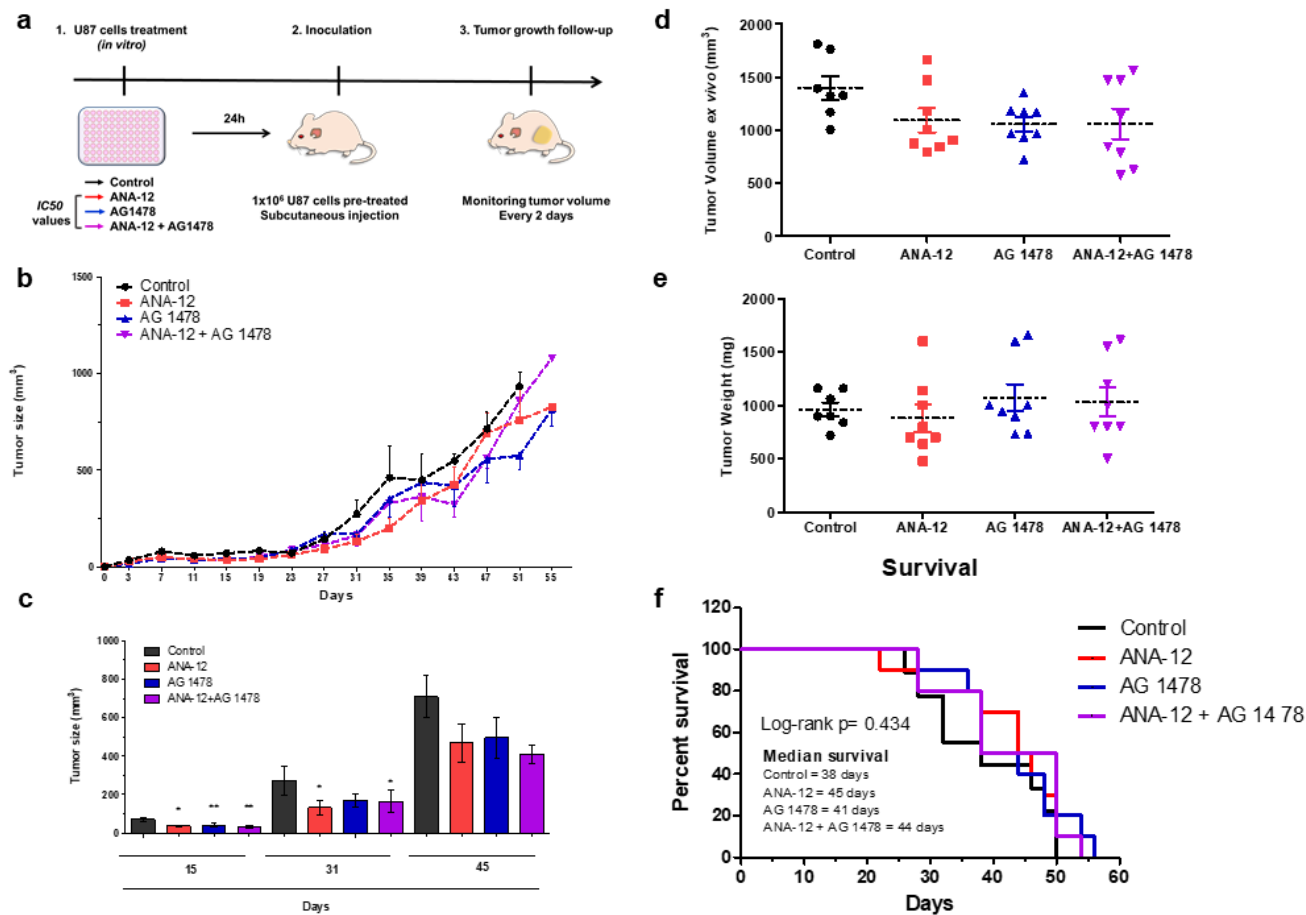 a
1. U87 cells treatment
(in vitro)
2. Inoculation
3. Tumor growth follow-up
24h
Control
ANA-12
AG1478
ANA-12 + AG1478
IC50
values
1x10⁶ U87 cells pre-treated
Subcutaneous injection
Monitoring tumor volume
Every 2 days
b
Tumor size (mm³)
1500
1000
500
0
Control
ANA-12
AG 1478
ANA-12 + AG 1478
0 3 7 11 15 19 23 27 31 35 39 43 47 51 55
Days
c
Tumor size (mm³)
1000
800
600
400
200
0
Control
ANA-12
AG 1478
ANA-12+AG 1478
* ** ** * *
15 31 45
Days
d
Tumor Volume ex vivo (mm³)
2000
1500
1000
500
0
Control ANA-12 AG 1478 ANA-12+AG 1478
e
Tumor Weight (mg)
2000
1500
1000
500
0
Control ANA-12 AG 1478 ANA-12+AG 1478
Survival
f
Percent survival
120
100
80
60
40
20
0
Control
ANA-12
AG 1478
ANA-12 + AG 14 78
Log-rank p= 0.434
Median survival
Control = 38 days
ANA-12 = 45 days
AG 1478 = 41 days
ANA-12 + AG 1478 = 44 days
0 10 20 30 40 50 60
Days